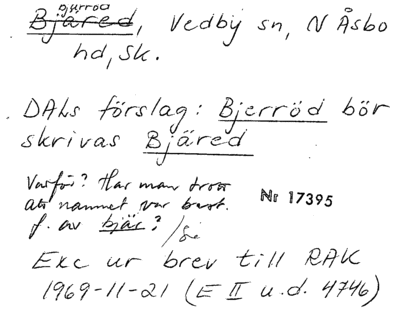 Bjärröd
Bjäred, Vedby sn, N Åsbo
hd, Sk.
DALs förslag: Bjerröd bör
skrivas Bjäred
Varför? Har man trott
att namnet var best.
f. av bjär? /
Nr 17395
Exc ur brev till RAK
1969-11-21 (E II u.d. 4746)